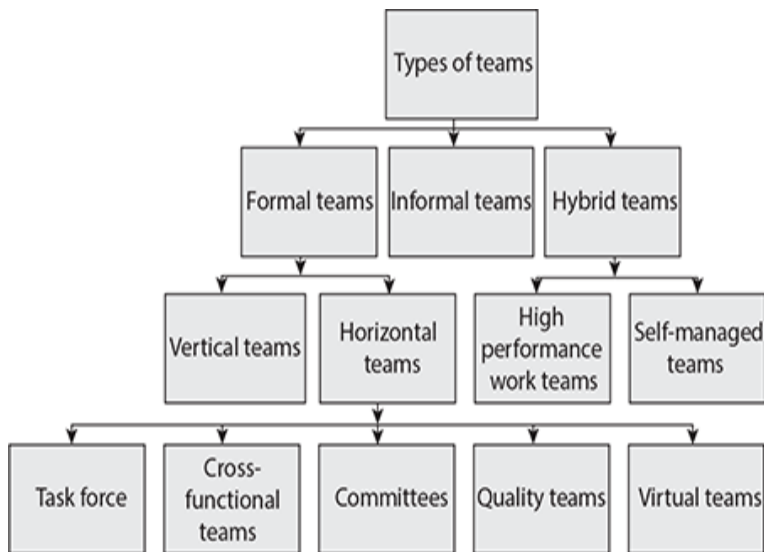 Types of teams
Formal teams
Informal teams
Hybrid teams
Vertical teams
Horizontal
teams
High
performance
work teams
Self-managed
teams
Task force
Cross-
functional
teams
Committees
Quality teams
Virtual teams